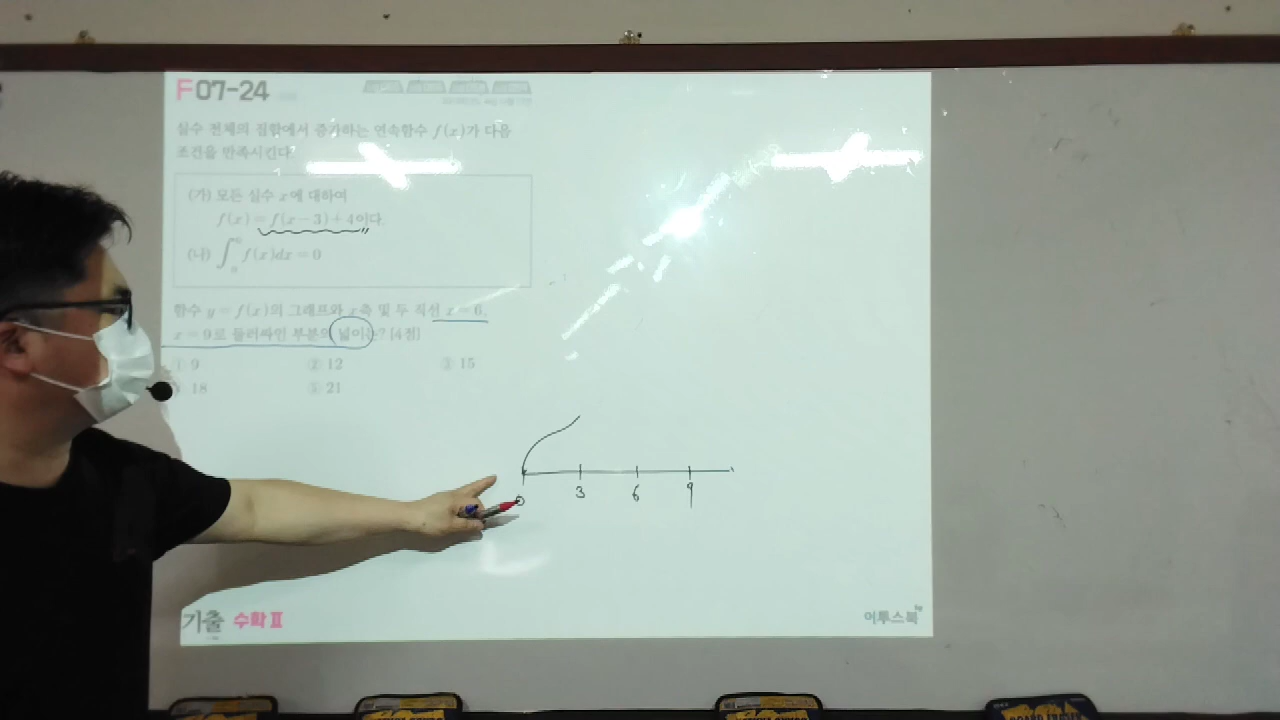 F07-24
실수 전체의 집합에서 증가하는 연속함수 f(x)가 다음
조건을 만족시킨다.
(가) 모든 실수 x에 대하여
f(x)=f(x-3)+4이다.
(나) ∫ f(x)dx=0
함수 y=f(x)의 그래프와 x축 및 두 직선 x=6,
x=9로 둘러싸인 부분의 넓이는? [4점]
① 9 ② 12 ③ 15
18 ⑤ 21
0 3 6 9
기출 수학Ⅱ
이투스북